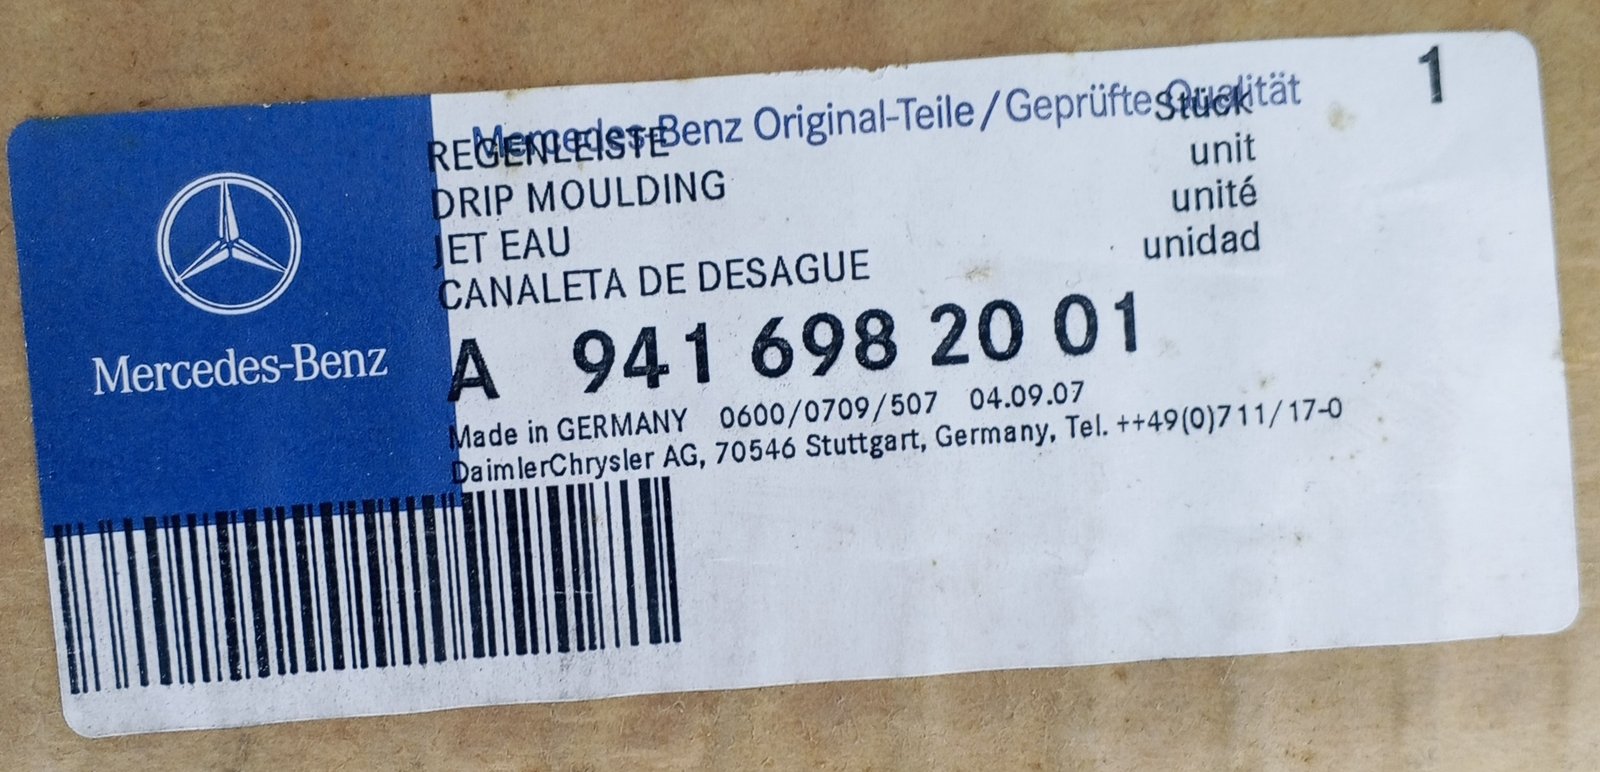 Mercedes-Benz Original-Teile/Geprüfte Qualität
REGENLEISTE Stück 1
DRIP MOULDING unit
JET EAU unité
CANALETA DE DESAGUE unidad
Mercedes-Benz
A 941 698 20 01
Made in GERMANY 0600/0709/507 04.09.07
DaimlerChrysler AG, 70546 Stuttgart, Germany, Tel. ++49(0)711/17-0